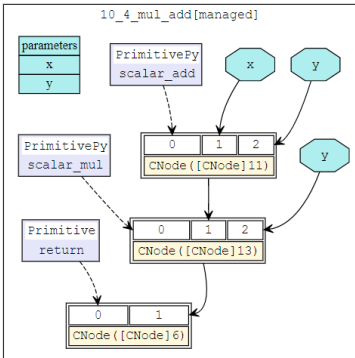 10_4_mul_add[managed]
parameters
x
y
PrimitivePy
scalar_add
x
y
0 1 2
CNode([CNode]11)
PrimitivePy
scalar_mul
y
0 1 2
CNode([CNode]13)
Primitive
return
0 1
CNode([CNode]6)